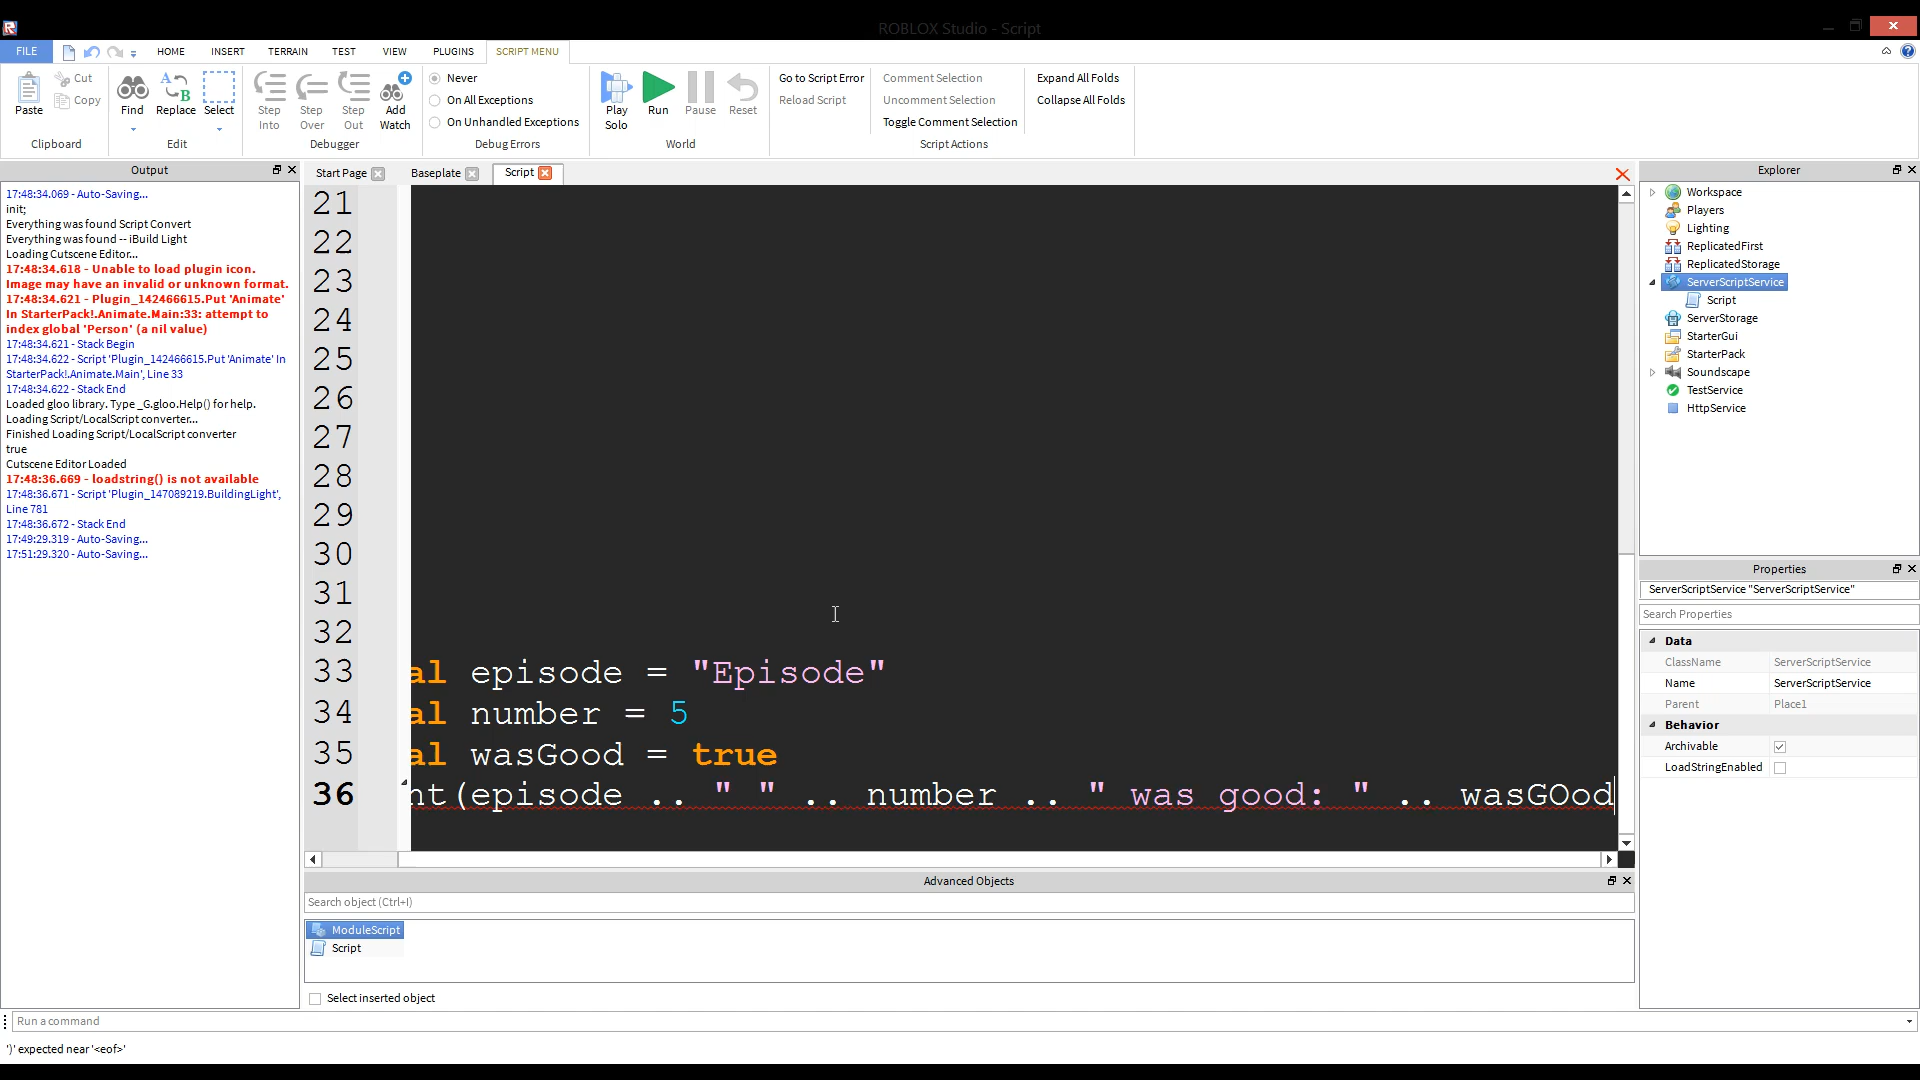 ROBLOX Studio - Script
FILE HOME INSERT TERRAIN TEST VIEW PLUGINS SCRIPT MENU
Paste
Cut
Copy
Clipboard
Find
Replace
Select
Edit
Step Into
Step Over
Step Out
Add Watch
Debugger
Never
On All Exceptions
On Unhandled Exceptions
Debug Errors
Play Solo
Run
Pause
Reset
World
Go to Script Error
Reload Script
Comment Selection
Uncomment Selection
Toggle Comment Selection
Script Actions
Expand All Folds
Collapse All Folds
Output
17:48:34.069 - Auto-Saving...
init;
Everything was found Script Convert
Everything was found -- iBuild Light
Loading Cutscene Editor...
17:48:34.618 - Unable to load plugin icon.
Image may have an invalid or unknown format.
17:48:34.621 - Plugin_142466615.Put 'Animate'
In StarterPack!.Animate.Main:33: attempt to
index global 'Person' (a nil value)
17:48:34.621 - Stack Begin
17:48:34.622 - Script 'Plugin_142466615.Put 'Animate' In
StarterPack!.Animate.Main', Line 33
17:48:34.622 - Stack End
Loaded gloo library. Type _G.gloo.Help() for help.
Loading Script/LocalScript converter...
Finished Loading Script/LocalScript converter
true
Cutscene Editor Loaded
17:48:36.669 - loadstring() is not available
17:48:36.671 - Script 'Plugin_147089219.BuildingLight',
Line 781
17:48:36.672 - Stack End
17:49:29.319 - Auto-Saving...
17:51:29.320 - Auto-Saving...
Start Page Baseplate Script
21
22
23
24
25
26
27
28
29
30
31
32
33 al episode = "Episode"
34 al number = 5
35 al wasGood = true
36 nt(episode .. " " .. number .. " was good: " .. wasGOod
Advanced Objects
Search object (Ctrl+I)
ModuleScript
Script
Select inserted object
Explorer
Workspace
Players
Lighting
ReplicatedFirst
ReplicatedStorage
ServerScriptService
Script
ServerStorage
StarterGui
StarterPack
Soundscape
TestService
HttpService
Properties
ServerScriptService "ServerScriptService"
Search Properties
Data
ClassName ServerScriptService
Name ServerScriptService
Parent Place1
Behavior
Archivable
LoadStringEnabled
Run a command
')' expected near '<eof>'